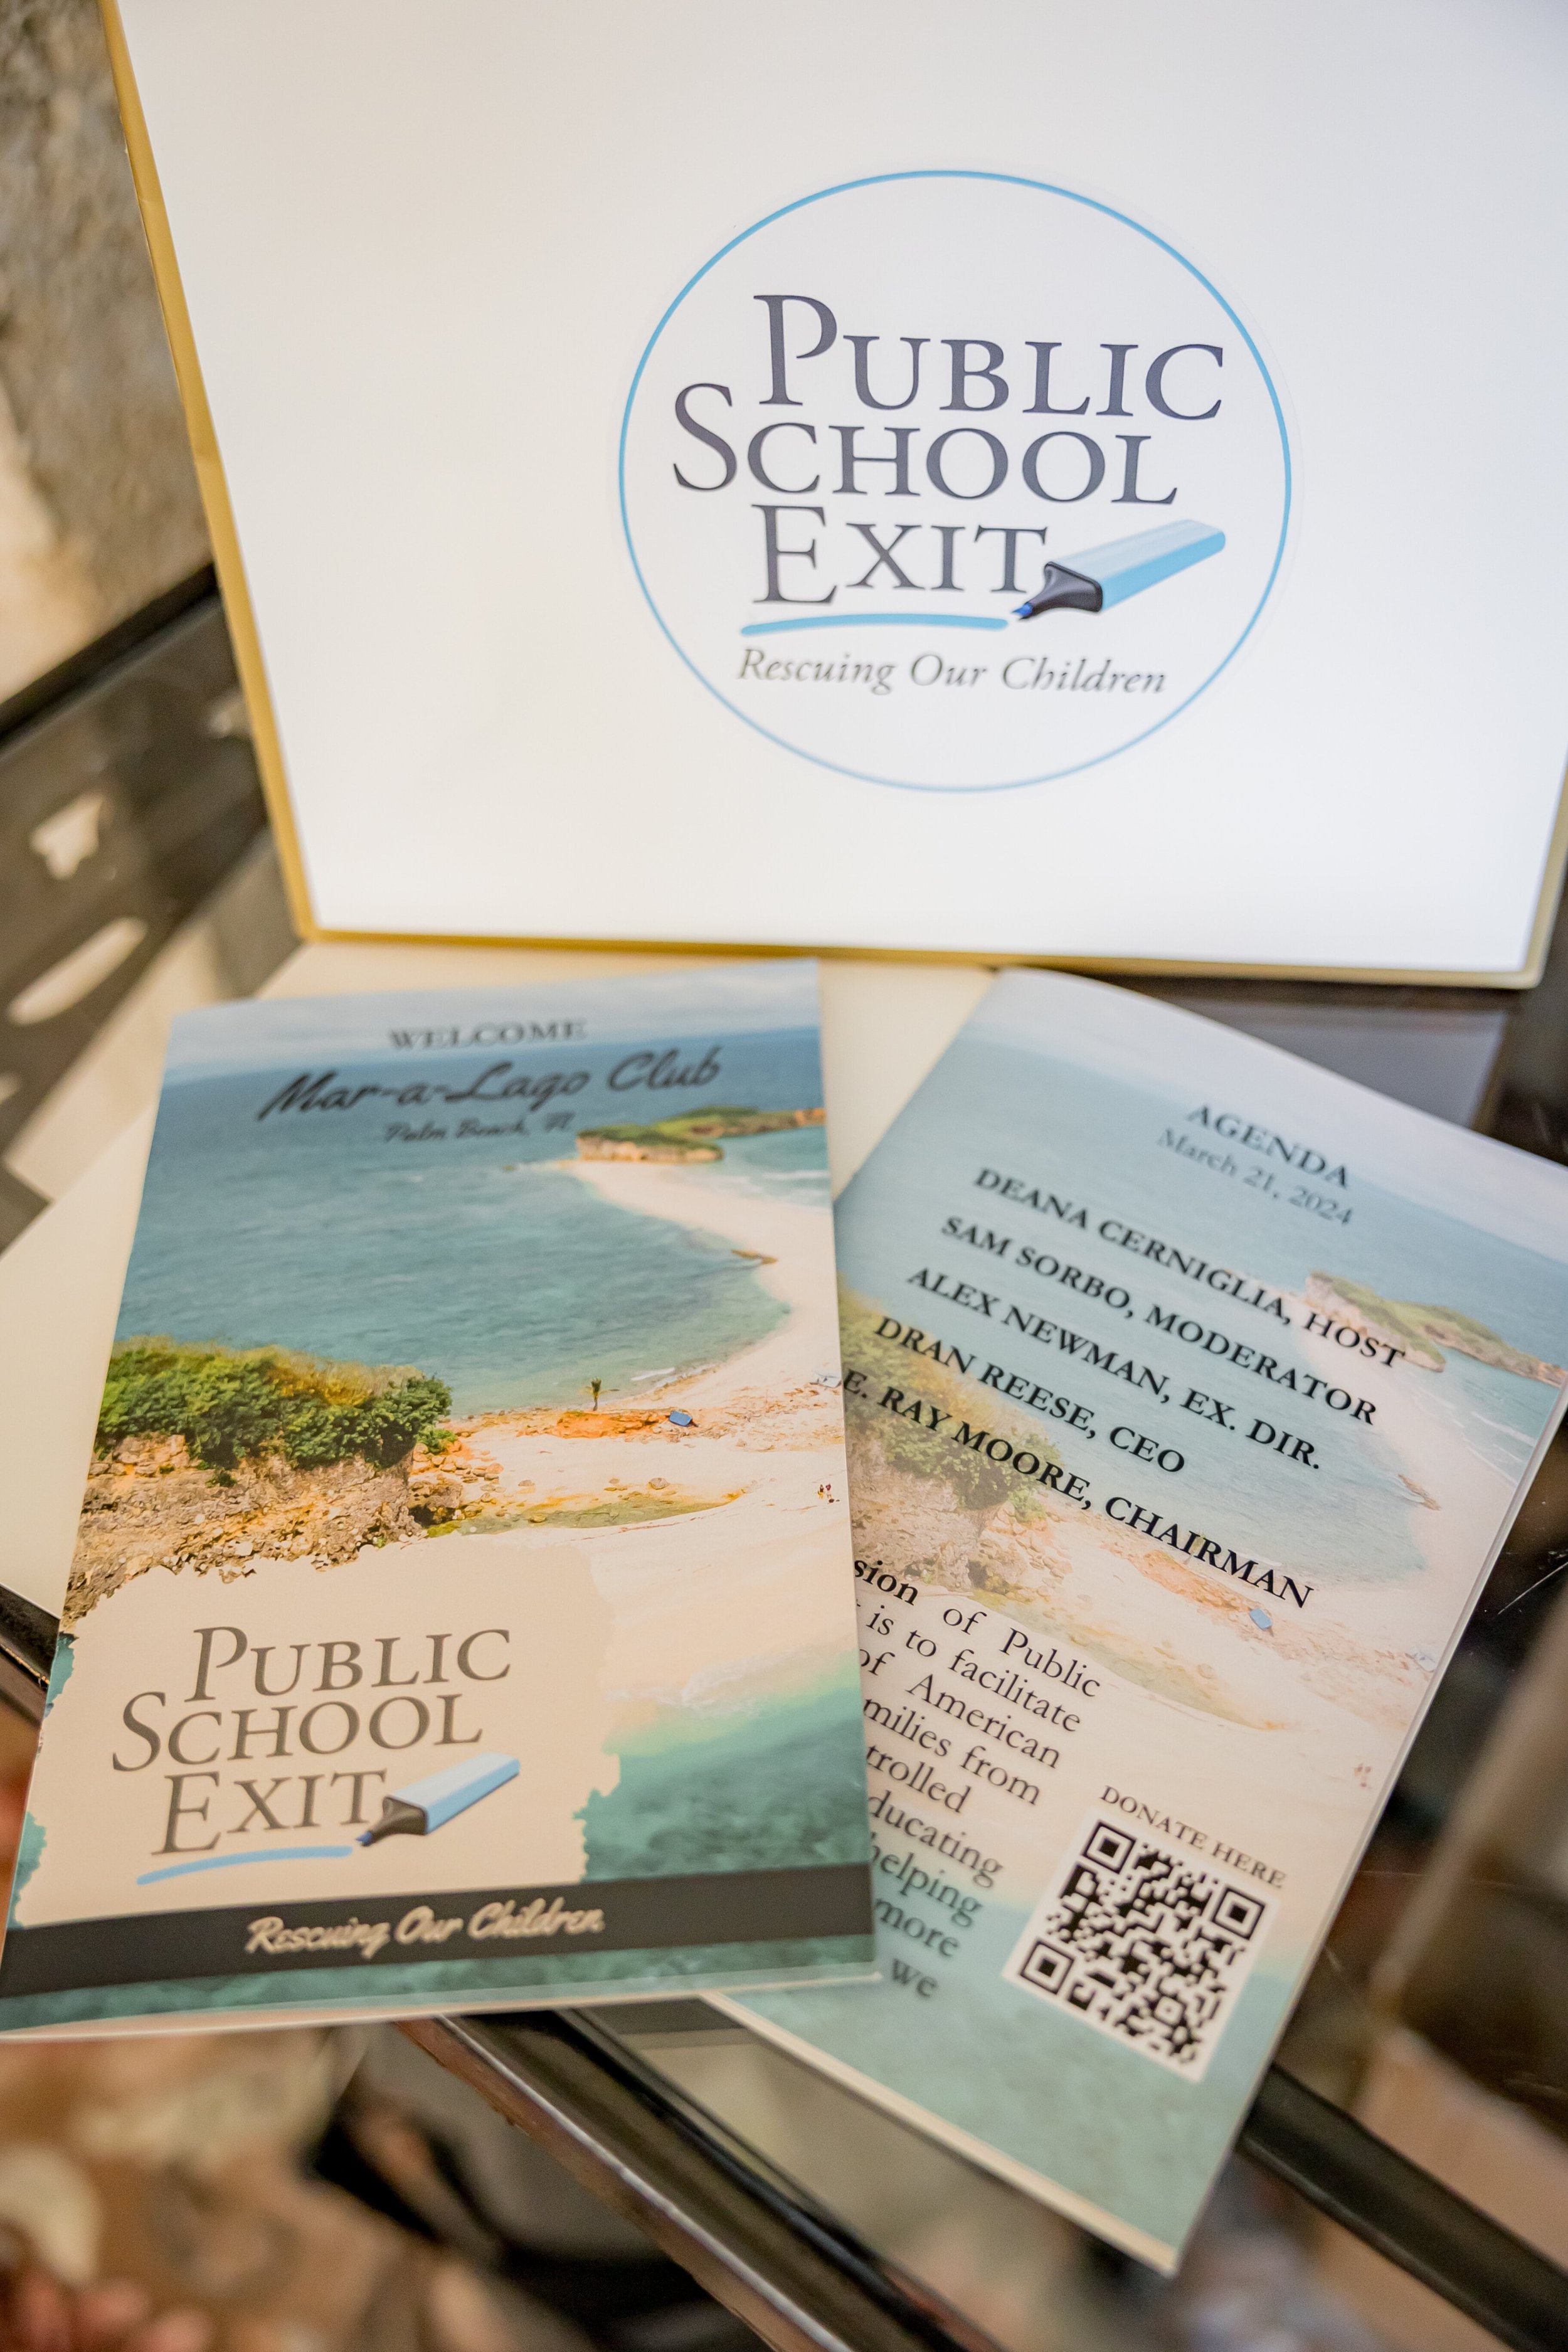 PUBLIC
SCHOOL
EXIT
Rescuing Our Children
WELCOME
Mar-a-Lago Club
Palm Beach, FL
PUBLIC
SCHOOL
EXIT
Rescuing Our Children
AGENDA
March 21, 2024
DEANA CERNIGLIA, HOST
SAM SORBO, MODERATOR
ALEX NEWMAN, EX. DIR.
DRAN REESE, CEO
E. RAY MOORE, CHAIRMAN
sion of Public
is to facilitate
of American
milies from
trolled
ducating
helping
more
we
DONATE HERE